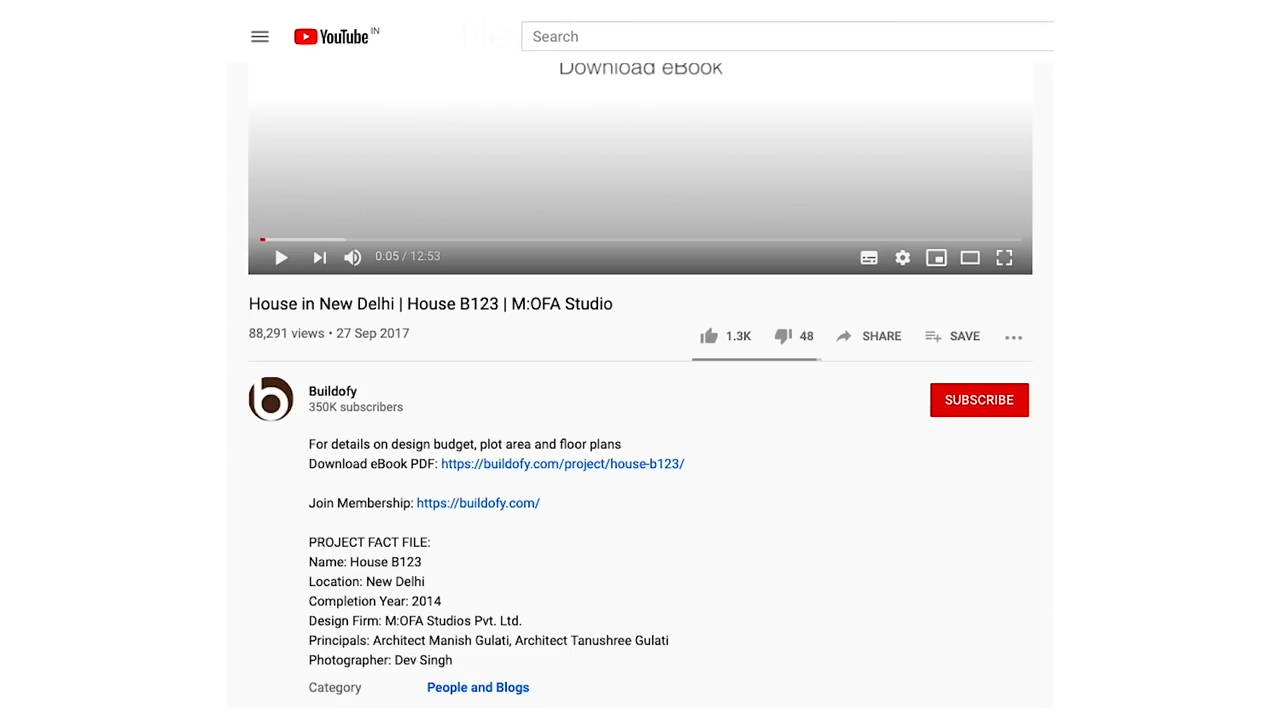 YouTube IN
Search
Download eBook
0:05 / 12:53
House in New Delhi | House B123 | M:OFA Studio
88,291 views • 27 Sep 2017
1.3K 48 SHARE SAVE
Buildofy
350K subscribers
SUBSCRIBE
For details on design budget, plot area and floor plans
Download eBook PDF: https://buildofy.com/project/house-b123/
Join Membership: https://buildofy.com/
PROJECT FACT FILE:
Name: House B123
Location: New Delhi
Completion Year: 2014
Design Firm: M:OFA Studios Pvt. Ltd.
Principals: Architect Manish Gulati, Architect Tanushree Gulati
Photographer: Dev Singh
Category People and Blogs